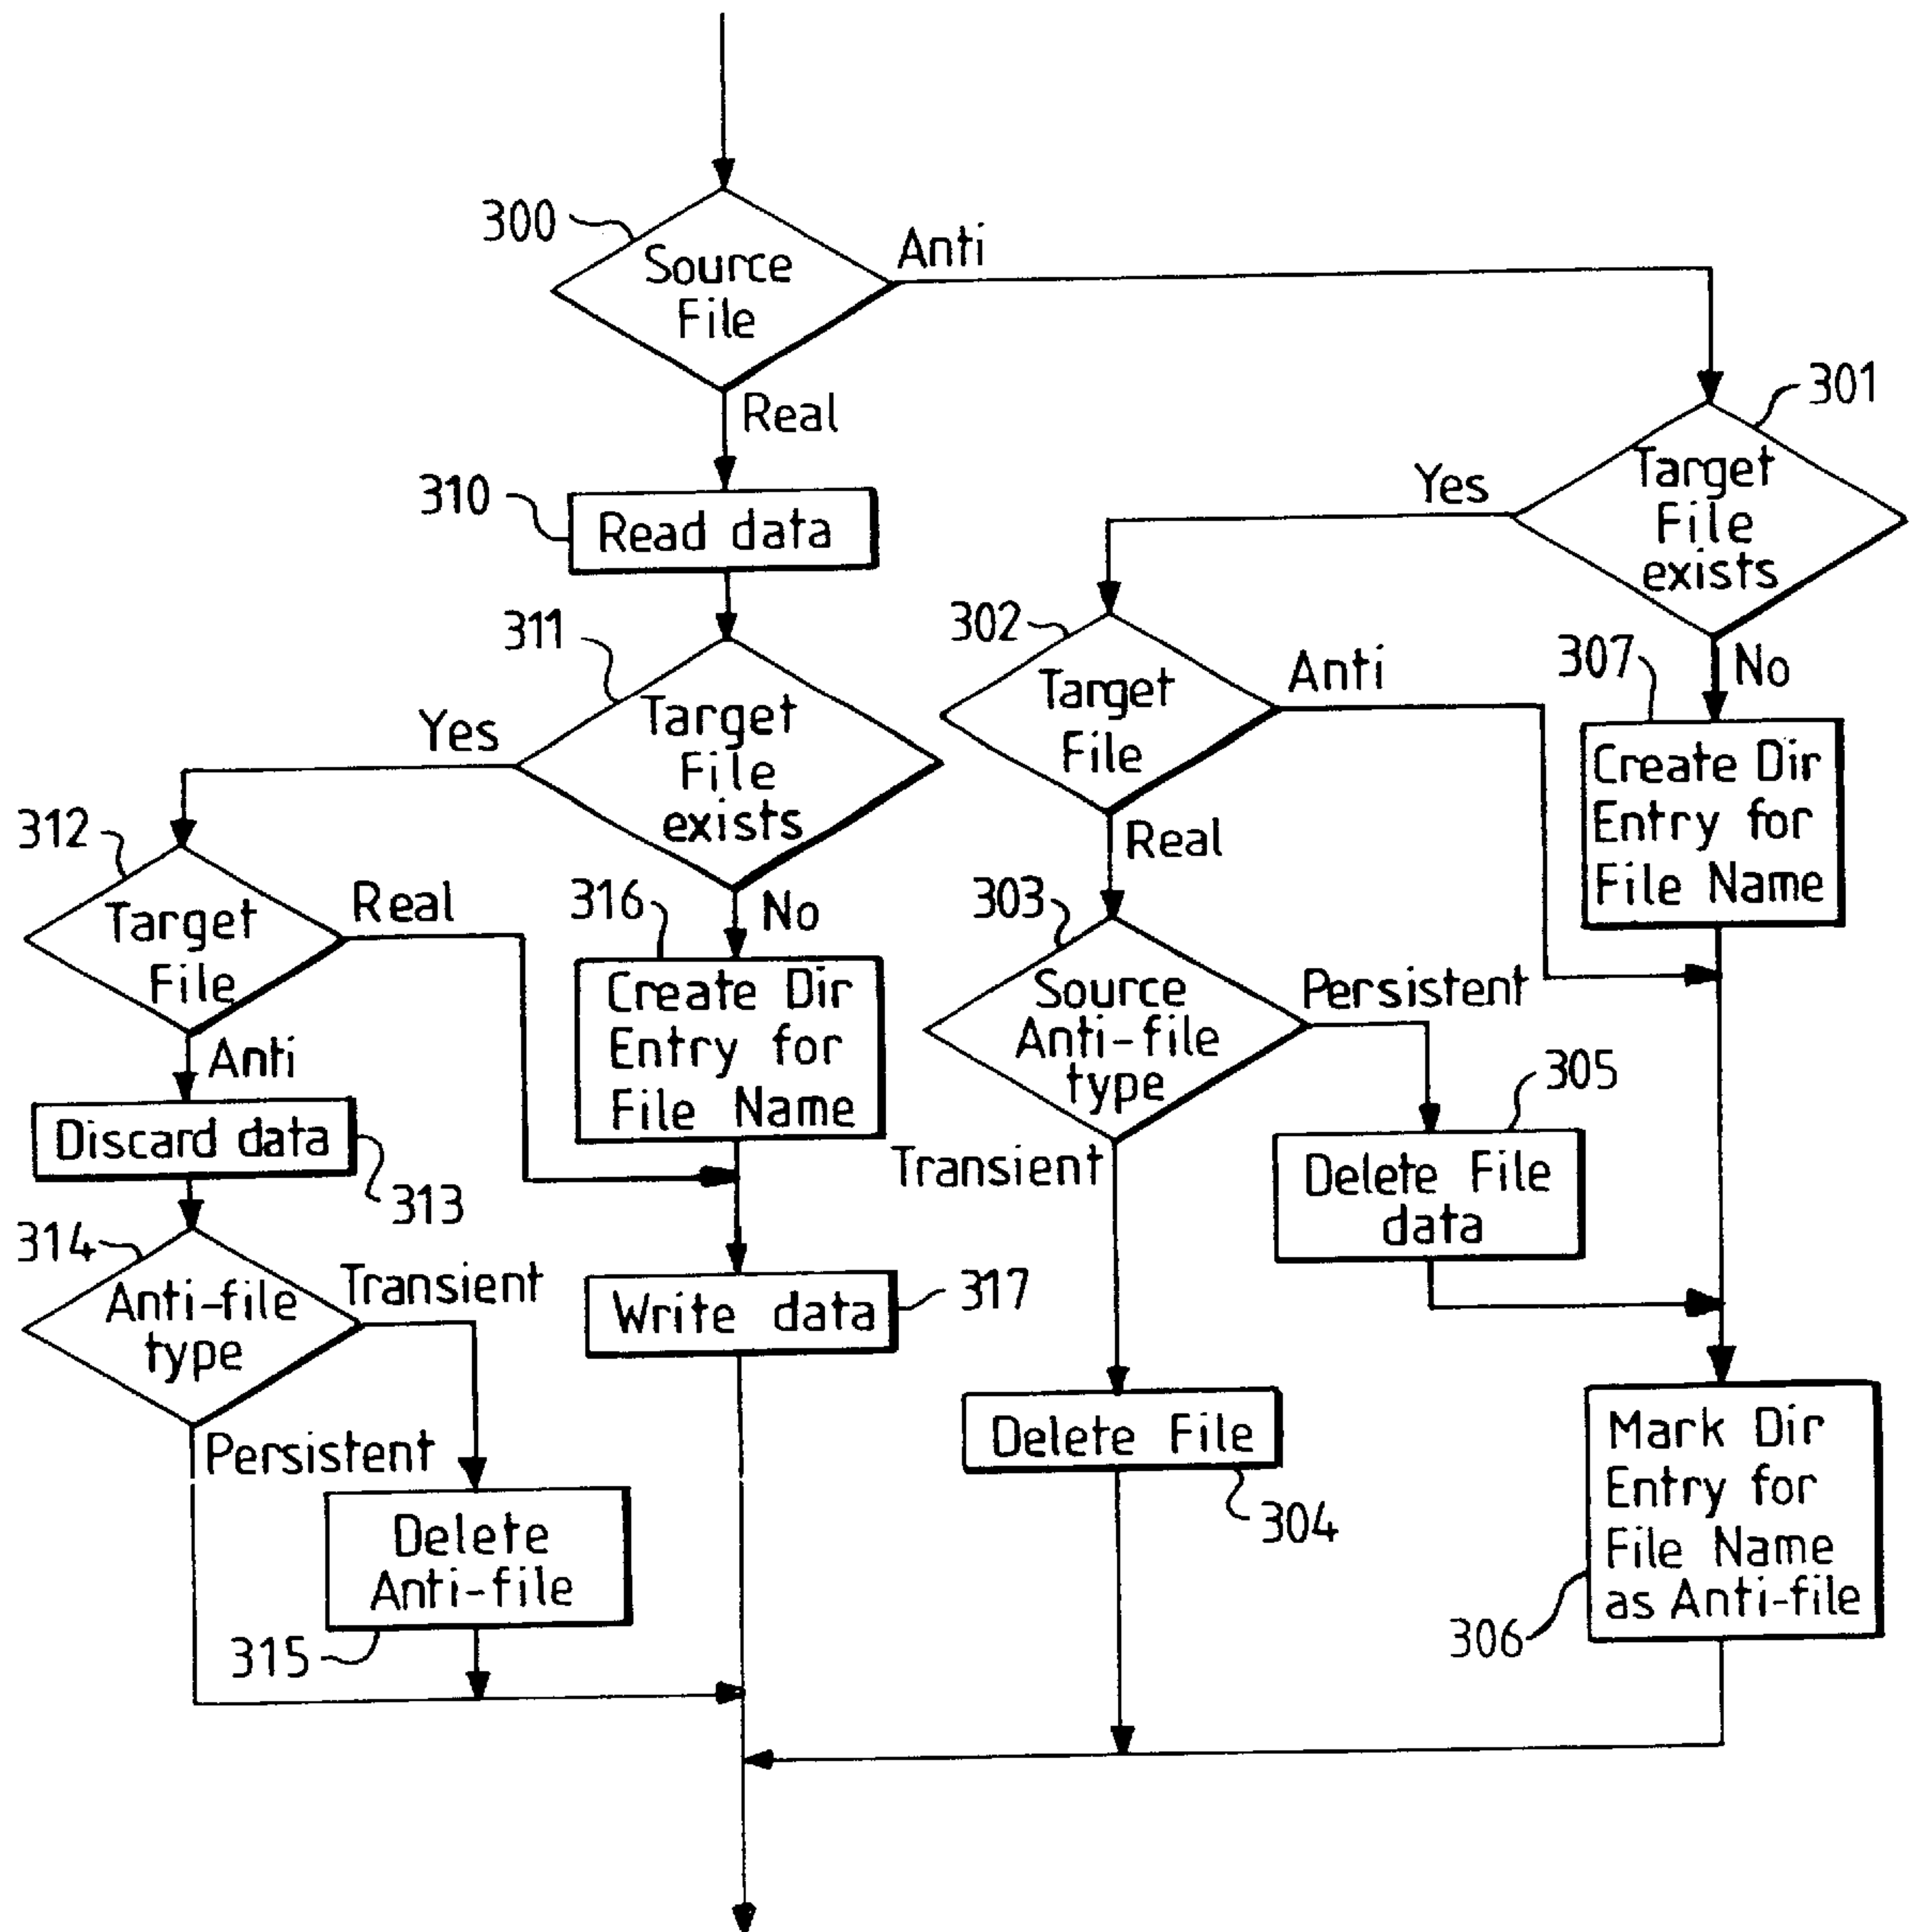 300
Source
File
Anti
Real
301
Target
File
exists
Yes
No
310
Read data
311
Target
File
exists
Yes
No
302
Target
File
Anti
Real
307
Create Dir
Entry for
File Name
312
Target
File
Real
Anti
316
Create Dir
Entry for
File Name
303
Source
Anti-file
type
Persistent
Transient
305
Delete File
data
Discard data
313
314
Anti-file
type
Transient
Persistent
Write data
317
Delete File
304
Mark Dir
Entry for
File Name
as Anti-file
306
Delete
Anti-file
315